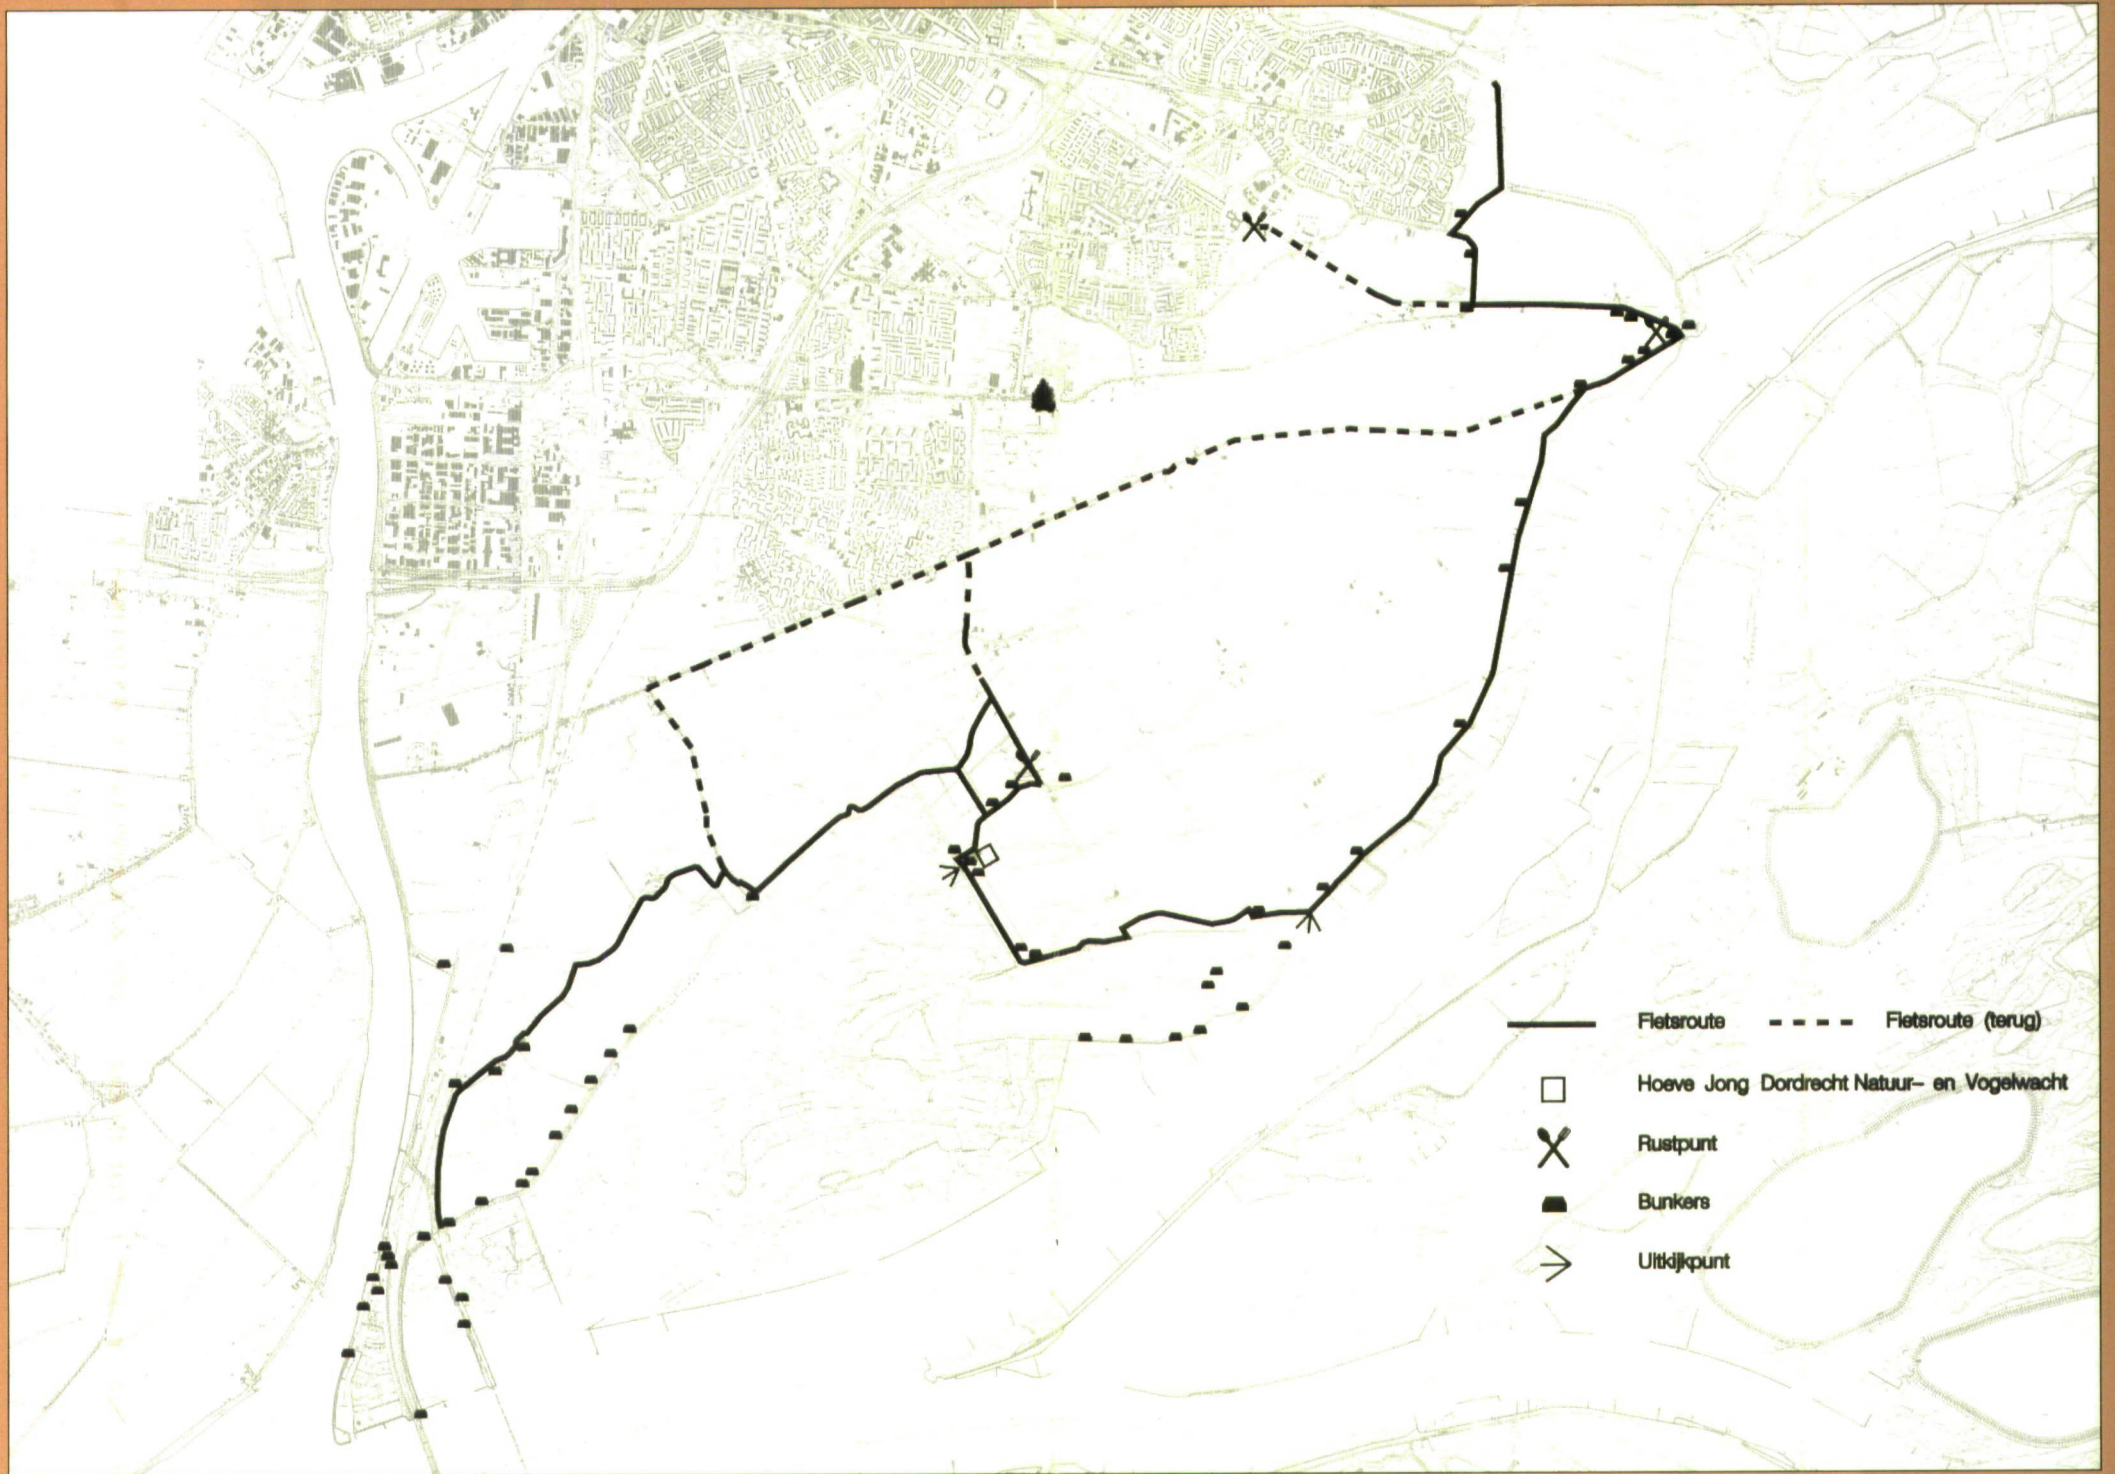 Fietsroute
Fietsroute (terug)
Hoeve Jong Dordrecht Natuur– en Vogelwacht
Rustpunt
Bunkers
Uitkijkpunt